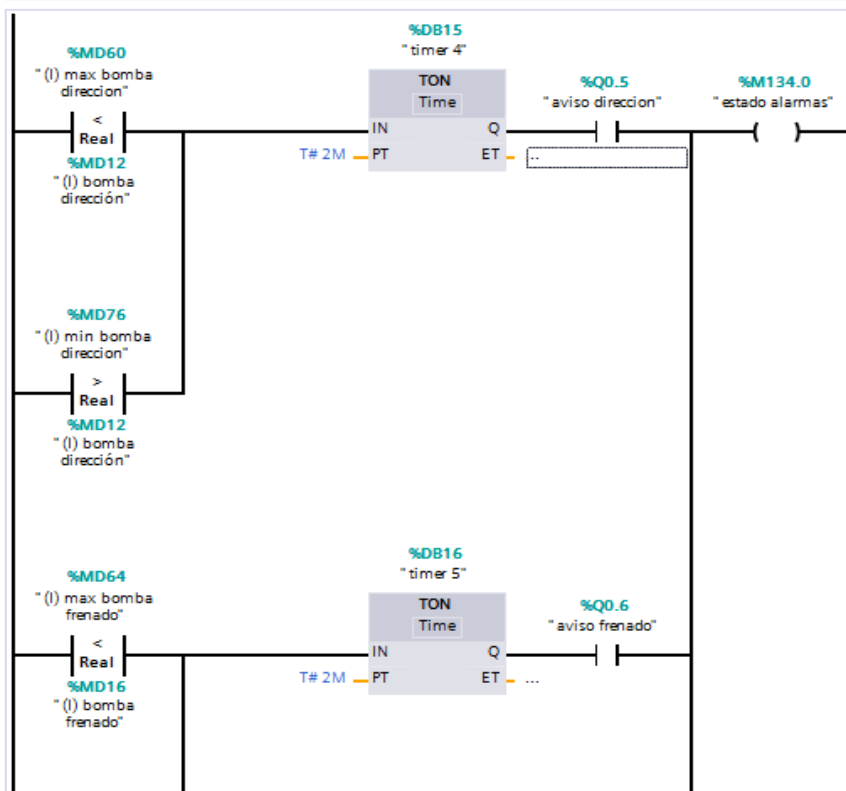 %DB15
"timer 4"
%MD60
"(I) max bomba
direccion"
TON
Time
%Q0.5
"aviso direccion"
%M134.0
"estado alarmas"
<
Real
IN
Q
T# 2M
PT
ET
..
%MD12
"(I) bomba
dirección"
%MD76
"(I) min bomba
direccion"
>
Real
%MD12
"(I) bomba
dirección"
%DB16
"timer 5"
%MD64
"(I) max bomba
frenado"
TON
Time
%Q0.6
"aviso frenado"
<
Real
IN
Q
T# 2M
PT
ET
...
%MD16
"(I) bomba
frenado"